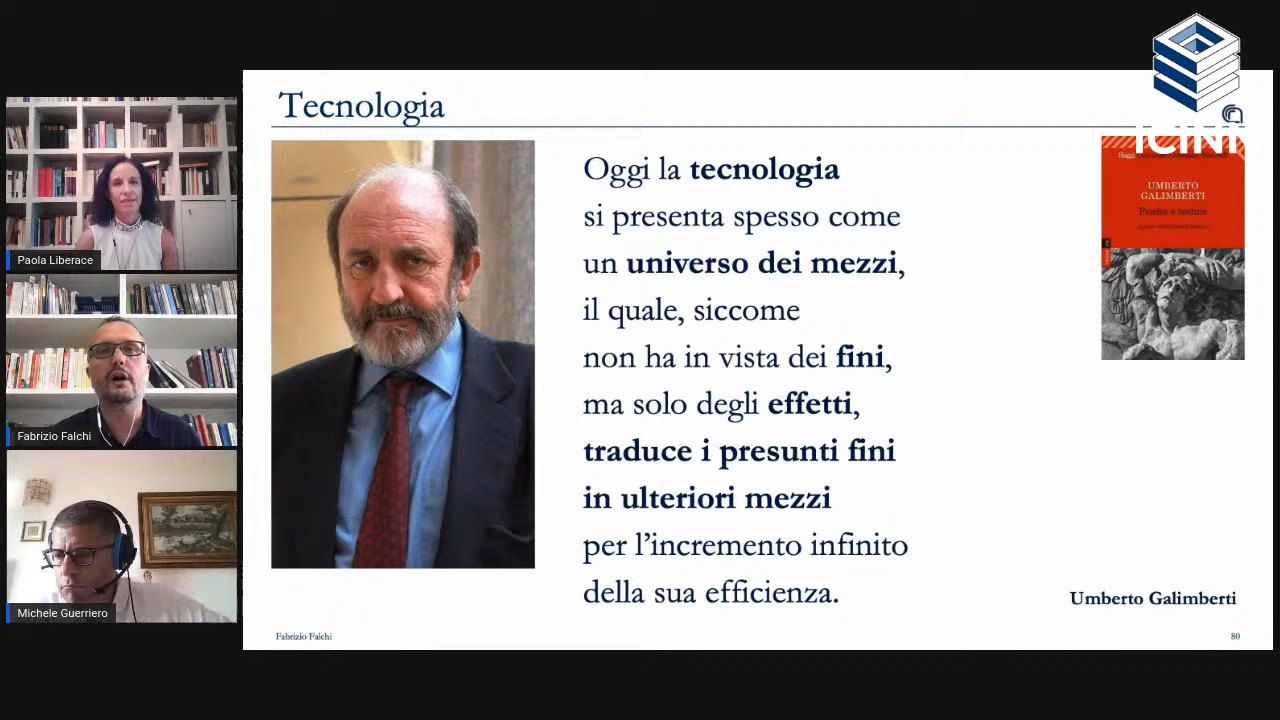 Tecnologia
Oggi la tecnologia
si presenta spesso come
un universo dei mezzi,
il quale, siccome
non ha in vista dei fini,
ma solo degli effetti,
traduce i presunti fini
in ulteriori mezzi
per l'incremento infinito
della sua efficienza.
Umberto Galimberti
Fabrizio Falchi
80
UMBERTO
GALIMBERTI
Psiche e techne
Paola Liberace
Fabrizio Falchi
Michele Guerriero